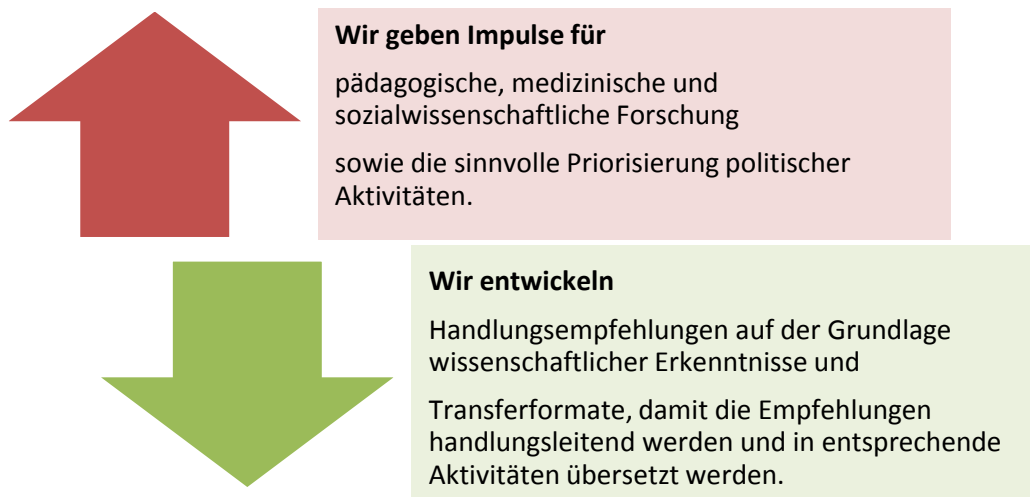 Wir geben Impulse für
pädagogische, medizinische und
sozialwissenschaftliche Forschung
sowie die sinnvolle Priorisierung politischer
Aktivitäten.
Wir entwickeln
Handlungsempfehlungen auf der Grundlage
wissenschaftlicher Erkenntnisse und
Transferformate, damit die Empfehlungen
handlungsleitend werden und in entsprechende
Aktivitäten übersetzt werden.